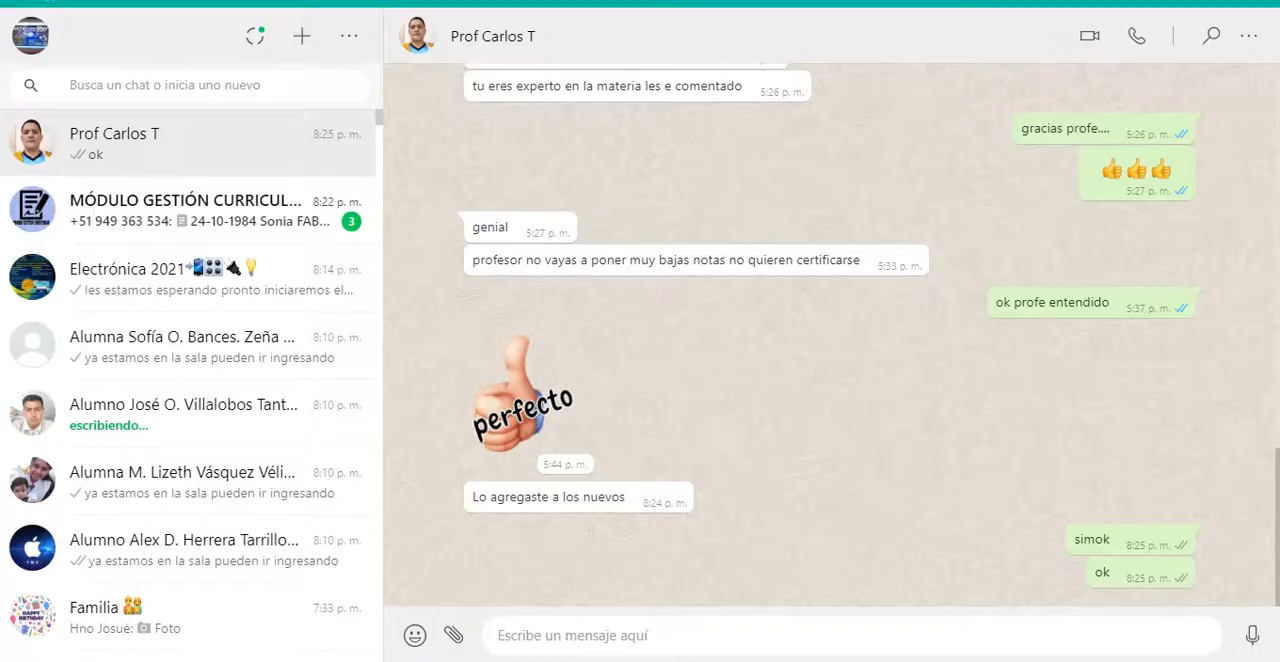 Busca un chat o inicia uno nuevo
Prof Carlos T
8:25 p. m.
ok
MÓDULO GESTIÓN CURRICUL...
8:22 p. m.
+51 949 363 534: 24-10-1984 Sonia FAB...
3
Electrónica 2021
8:14 p. m.
les estamos esperando pronto iniciaremos el...
Alumna Sofía O. Bances. Zeña ...
8:10 p. m.
ya estamos en la sala pueden ir ingresando
Alumno José O. Villalobos Tant...
8:10 p. m.
escribiendo...
Alumna M. Lizeth Vásquez Véli...
8:10 p. m.
ya estamos en la sala pueden ir ingresando
Alumno Alex D. Herrera Tarrillo...
8:10 p. m.
ya estamos en la sala pueden ir ingresando
Familia
7:33 p. m.
Hno Josué: Foto
Prof Carlos T
tu eres experto en la materia les e comentado
5:26 p. m.
gracias profe....
5:26 p. m.
5:27 p. m.
genial
5:27 p. m.
profesor no vayas a poner muy bajas notas no quieren certificarse
5:33 p. m.
ok profe entendido
5:37 p. m.
perfecto
5:44 p. m.
Lo agregaste a los nuevos
8:24 p. m.
simok
8:25 p. m.
ok
8:25 p. m.
Escribe un mensaje aquí